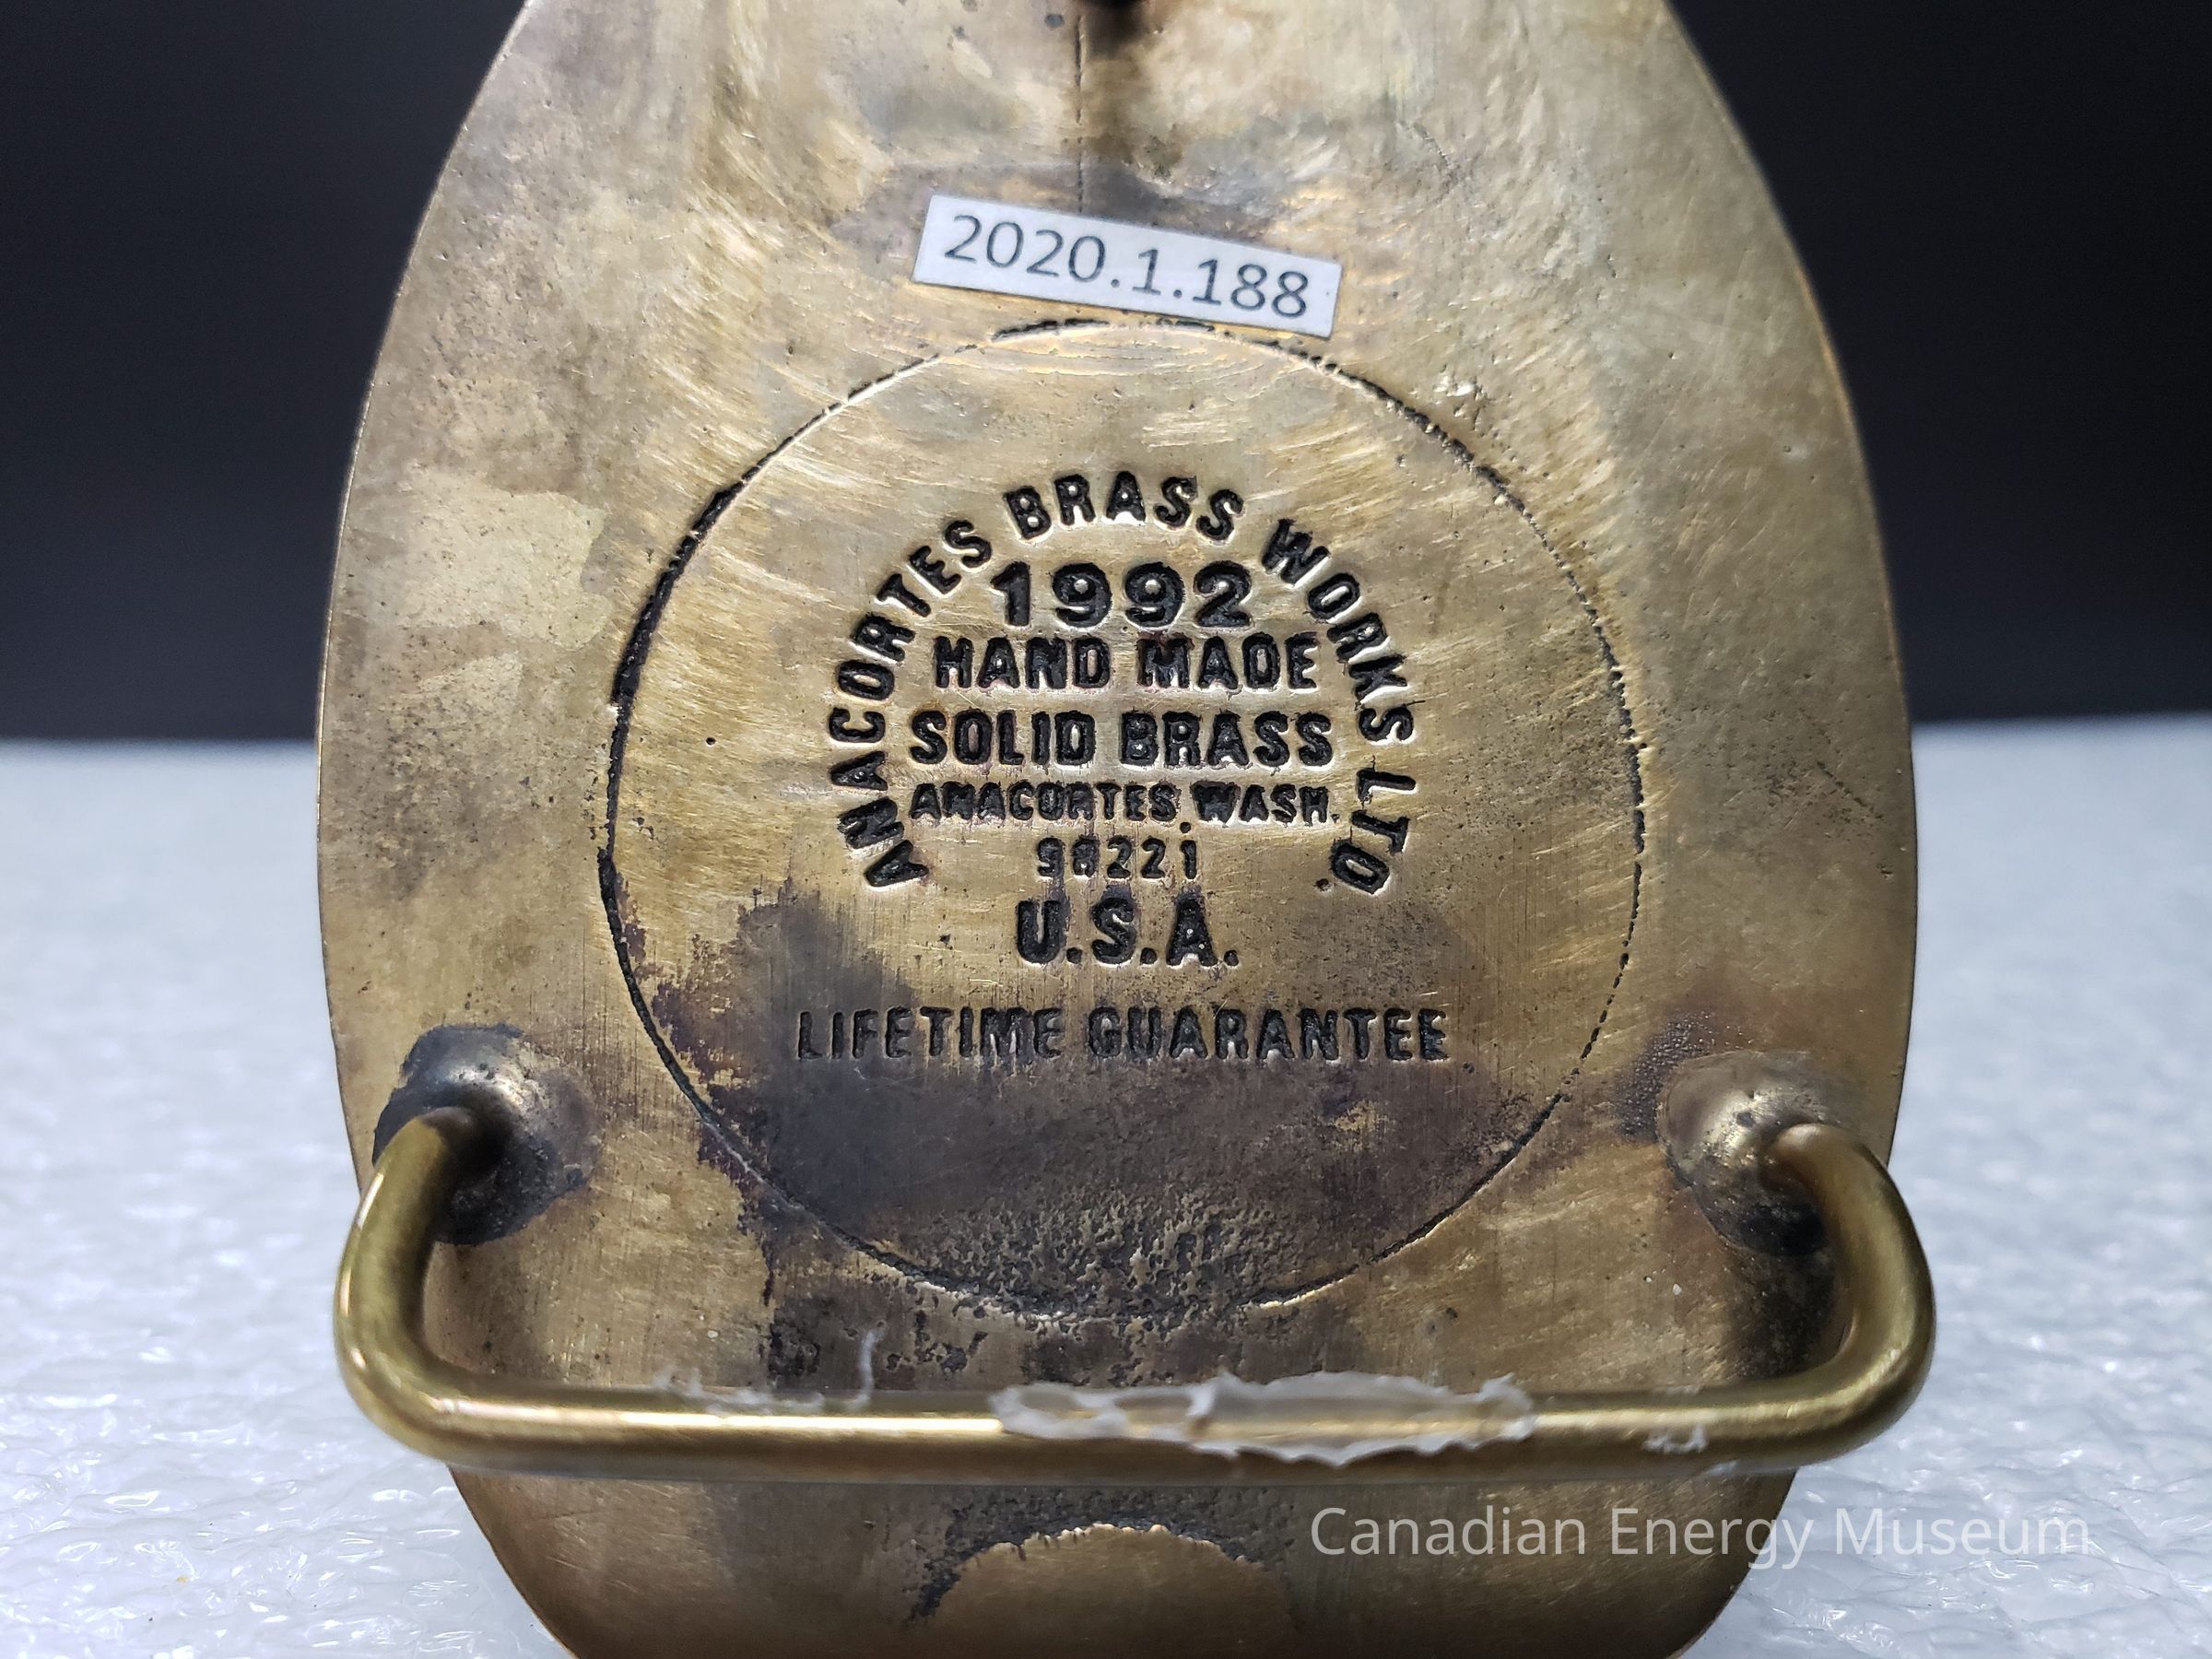 2020.1.188
ANACORTES BRASS WORKS LTD
1992
HAND MADE
SOLID BRASS
ANACORTES WASH.
98221
U.S.A.
LIFETIME GUARANTEE
Canadian Energy Museum